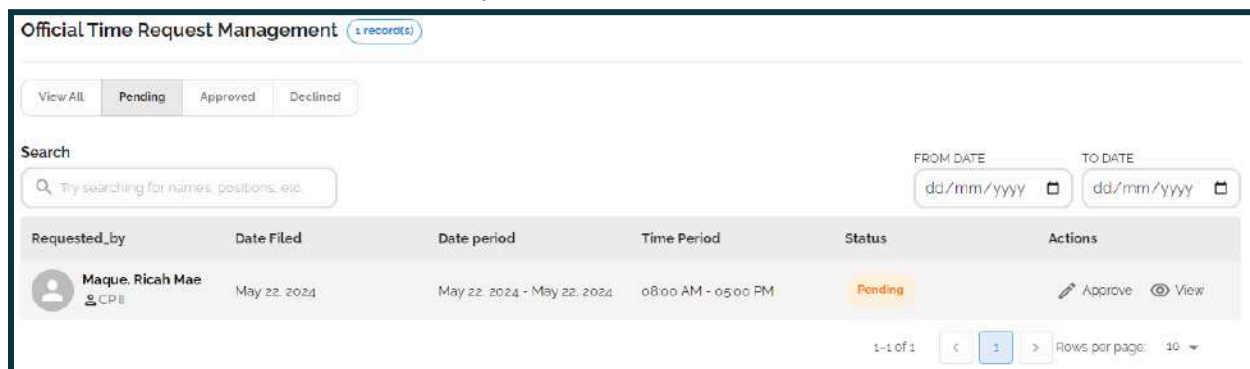 Official Time Request Management 1 record(s)
View All Pending Approved Declined
Search FROM DATE TO DATE
Try searching for names, positions, etc. dd/mm/yyyy dd/mm/yyyy
Requested_by Date Filed Date period Time Period Status Actions
Maque, Ricah Mae
CP II
May 22, 2024 May 22, 2024 - May 22, 2024 08:00 AM - 05:00 PM Pending Approve View
1-1 of 1 < 1 > Rows per page: 10